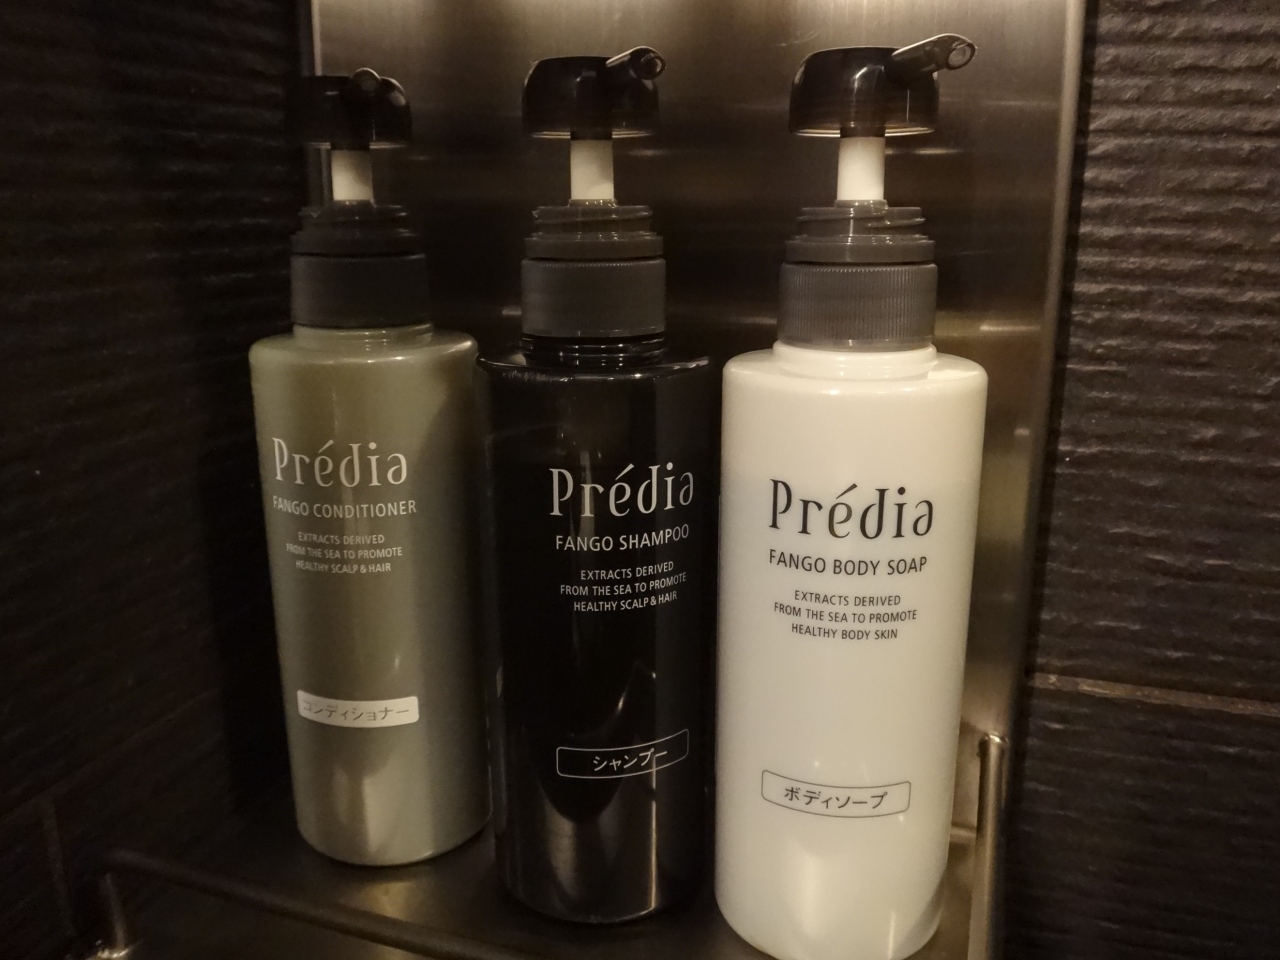 Prédia
FANGO CONDITIONER
EXTRACTS DERIVED
FROM THE SEA TO PROMOTE
HEALTHY SCALP & HAIR
コンディショナー
Prédia
FANGO SHAMPOO
EXTRACTS DERIVED
FROM THE SEA TO PROMOTE
HEALTHY SCALP & HAIR
シャンプー
Prédia
FANGO BODY SOAP
EXTRACTS DERIVED
FROM THE SEA TO PROMOTE
HEALTHY BODY SKIN
ボディソープ